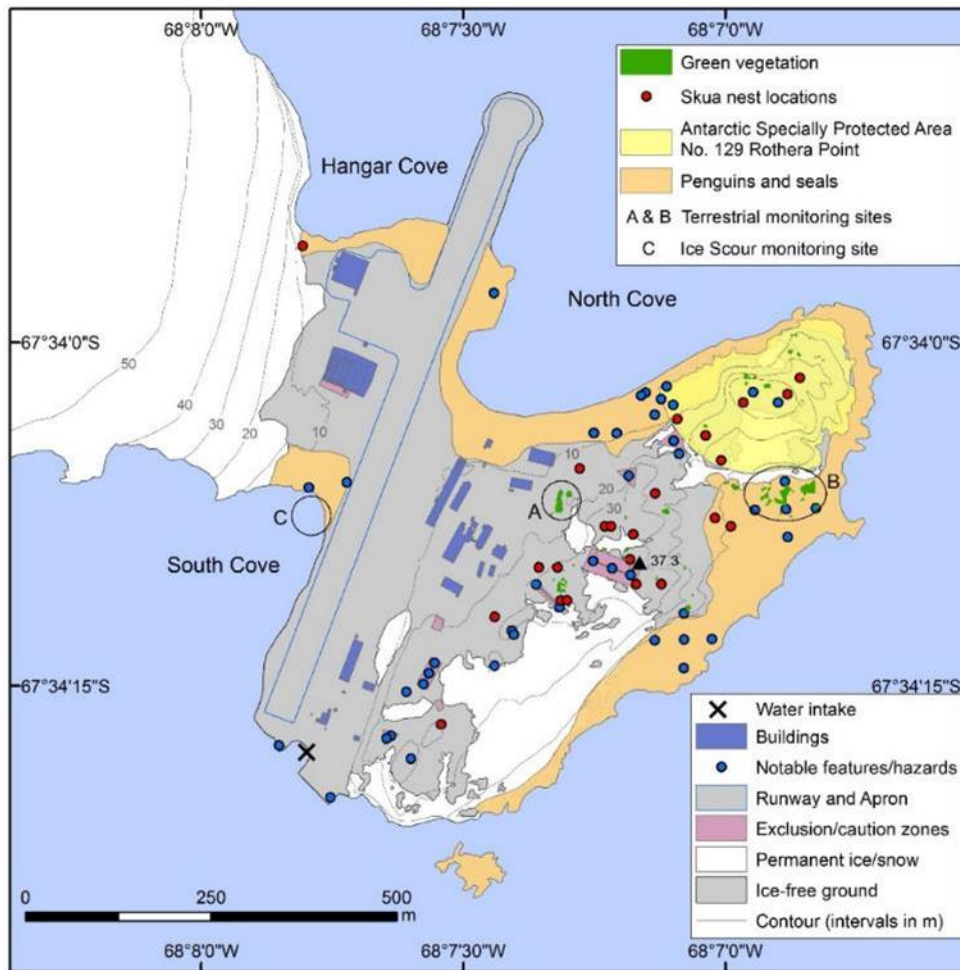 68°8'0"W
68°7'30"W
68°7'0"W
Green vegetation
Skua nest locations
Antarctic Specially Protected Area
No. 129 Rothera Point
Penguins and seals
A & B Terrestrial monitoring sites
C Ice Scour monitoring site
Hangar Cove
North Cove
67°34'0"S
67°34'0"S
50
40
30
20
10
10
20
30
A
B
C
37.3
South Cove
67°34'15"S
67°34'15"S
Water intake
Buildings
Notable features/hazards
Runway and Apron
Exclusion/caution zones
Permanent ice/snow
Ice-free ground
Contour (intervals in m)
0
250
500
m
68°8'0"W
68°7'30"W
68°7'0"W